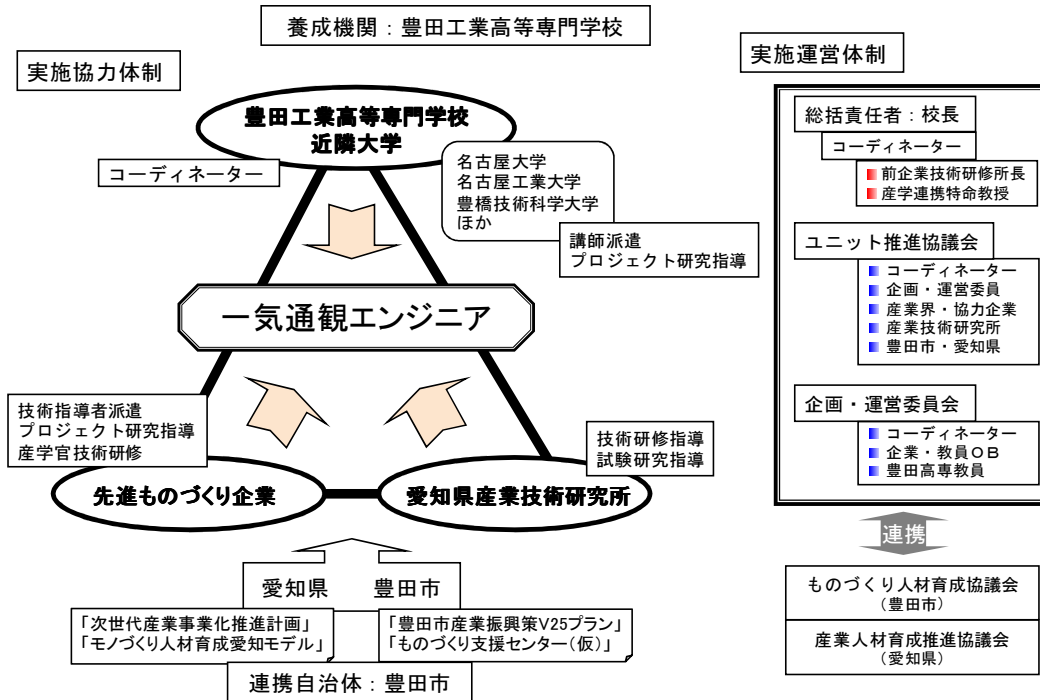 養成機関：豊田工業高等専門学校
実施協力体制
豊田工業高等専門学校
近隣大学
コーディネーター
名古屋大学
名古屋工業大学
豊橋技術科学大学
ほか
講師派遣
プロジェクト研究指導
一気通観エンジニア
技術指導者派遣
プロジェクト研究指導
産学官技術研修
技術研修指導
試験研究指導
先進ものづくり企業
愛知県産業技術研究所
愛知県
豊田市
「次世代産業事業化推進計画」
「モノづくり人材育成愛知モデル」
「豊田市産業振興策V25プラン」
「ものづくり支援センター(仮)」
連携自治体：豊田市
実施運営体制
総括責任者：校長
コーディネーター
前企業技術研修所長
産学連携特命教授
ユニット推進協議会
コーディネーター
企画・運営委員
産業界・協力企業
産業技術研究所
豊田市・愛知県
企画・運営委員会
コーディネーター
企業・教員OB
豊田高専教員
連携
ものづくり人材育成協議会
(豊田市)
産業人材育成推進協議会
(愛知県)